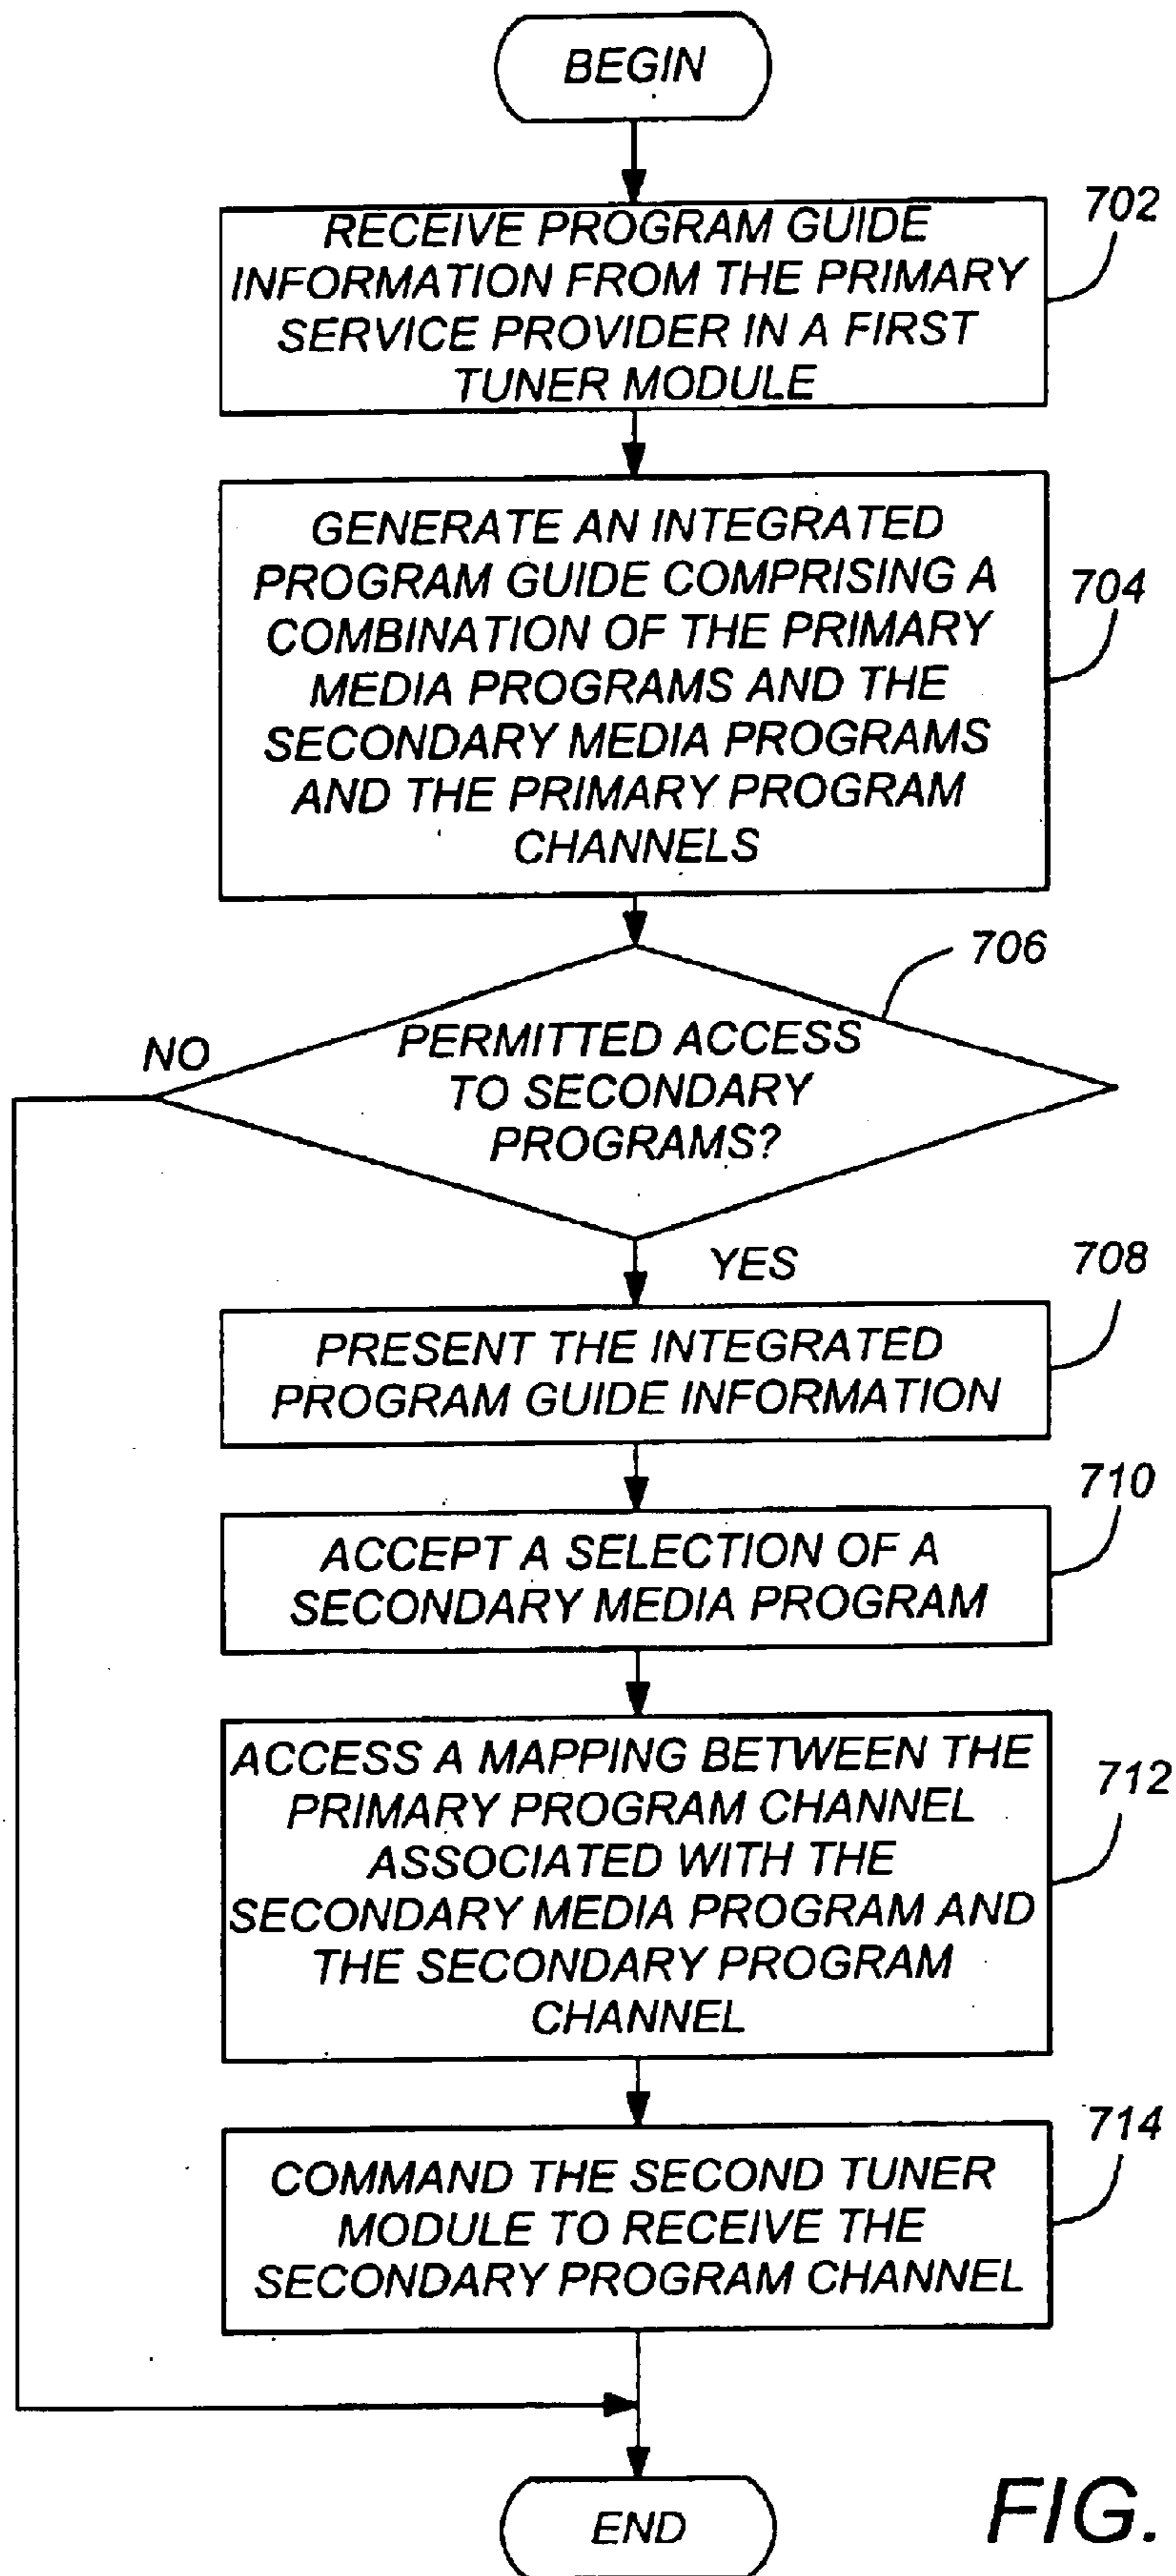 BEGIN
702
RECEIVE PROGRAM GUIDE
INFORMATION FROM THE PRIMARY
SERVICE PROVIDER IN A FIRST
TUNER MODULE
704
GENERATE AN INTEGRATED
PROGRAM GUIDE COMPRISING A
COMBINATION OF THE PRIMARY
MEDIA PROGRAMS AND THE
SECONDARY MEDIA PROGRAMS
AND THE PRIMARY PROGRAM
CHANNELS
706
NO
PERMITTED ACCESS
TO SECONDARY
PROGRAMS?
YES
708
PRESENT THE INTEGRATED
PROGRAM GUIDE INFORMATION
710
ACCEPT A SELECTION OF A
SECONDARY MEDIA PROGRAM
712
ACCESS A MAPPING BETWEEN THE
PRIMARY PROGRAM CHANNEL
ASSOCIATED WITH THE
SECONDARY MEDIA PROGRAM AND
THE SECONDARY PROGRAM
CHANNEL
714
COMMAND THE SECOND TUNER
MODULE TO RECEIVE THE
SECONDARY PROGRAM CHANNEL
END
FIG.